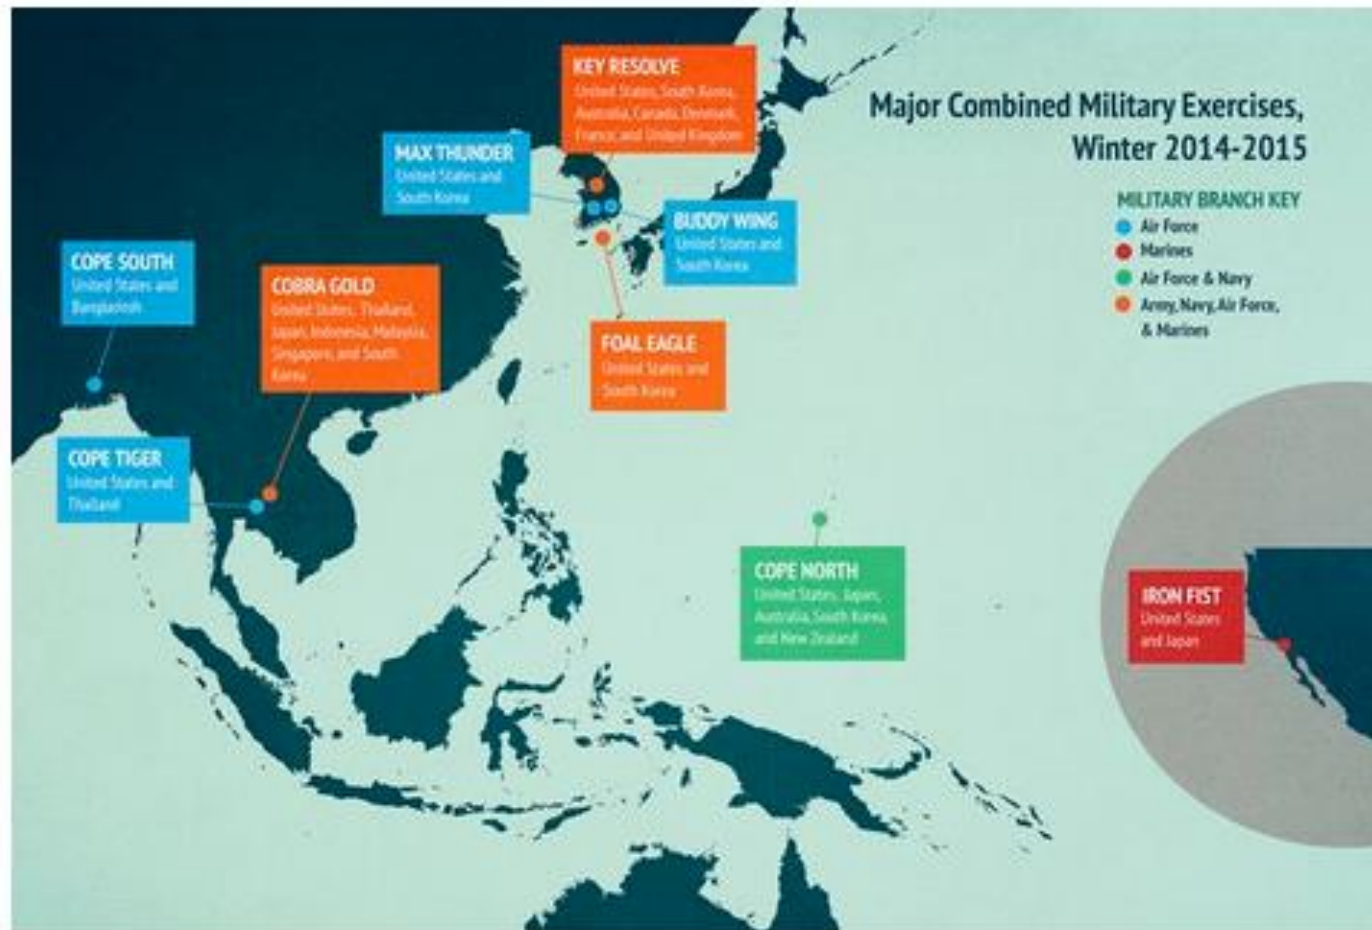 KEY RESOLVE
United States, South Korea,
Australia, Canada, Denmark,
France, and United Kingdom
Major Combined Military Exercises,
Winter 2014-2015
MAX THUNDER
United States and
South Korea
MILITARY BRANCH KEY
Air Force
Marines
Air Force & Navy
Army, Navy, Air Force,
& Marines
BUDDY WING
United States and
South Korea
COPE SOUTH
United States and
Bangladesh
COBRA GOLD
United States, Thailand,
Japan, Indonesia, Malaysia,
Singapore, and South
Korea
FOAL EAGLE
United States and
South Korea
COPE TIGER
United States and
Thailand
COPE NORTH
United States, Japan,
Australia, South Korea,
and New Zealand
IRON FIST
United States
and Japan